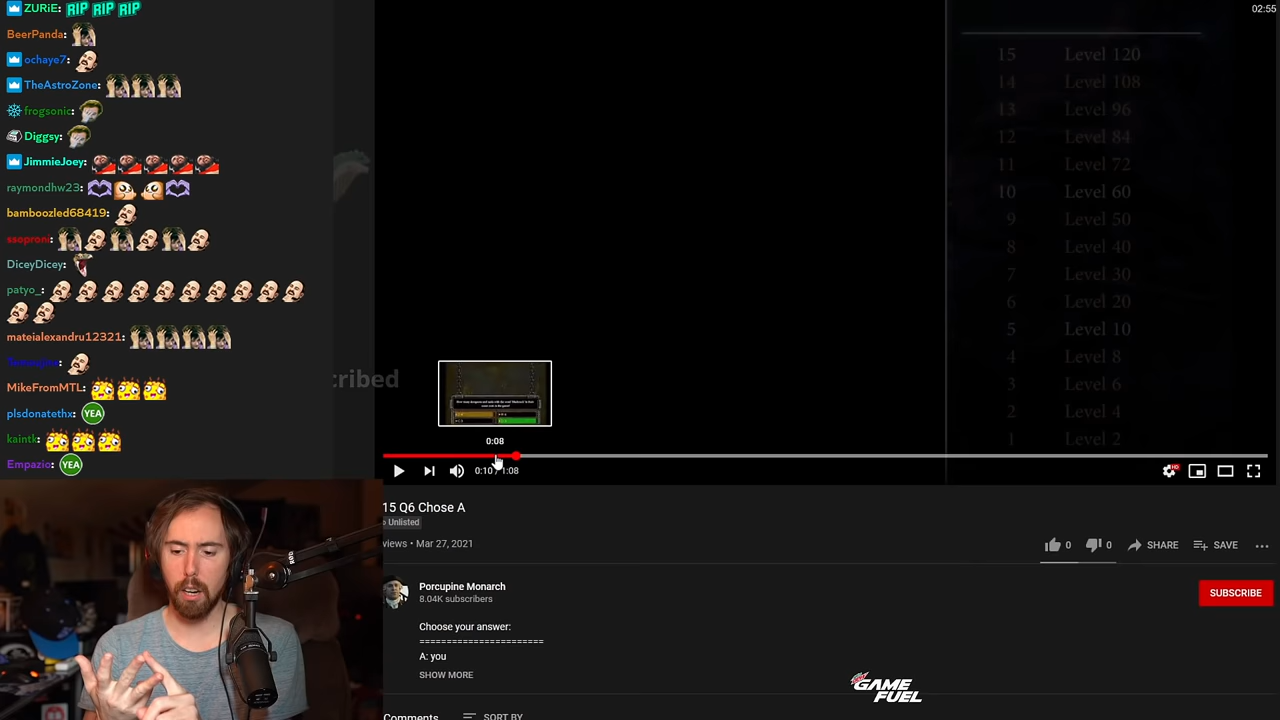 ZURiE: RIP RIP RIP
BeerPanda:
ochaye7:
TheAstroZone:
frogsonic:
Diggsy:
JimmieJoey:
raymondhw23:
bamboozled68419:
ssoproni:
DiceyDicey:
patyo_:
mateialexandru12321:
MikeFromMTL:
plsdonatethx: YEA
kaintk:
Empazio: YEA
cribed
02:55
15 Level 120
14 Level 108
13 Level 96
12 Level 84
11 Level 72
10 Level 60
9 Level 50
8 Level 40
7 Level 30
6 Level 20
5 Level 10
4 Level 8
3 Level 6
2 Level 4
1 Level 2
0:08
0:10 / 1:08
HD
15 Q6 Chose A
Unlisted
views • Mar 27, 2021
0
0
SHARE
SAVE
Porcupine Monarch
8.04K subscribers
SUBSCRIBE
Choose your answer:
=======================
A: you
SHOW MORE
GAME FUEL
Comments
SORT BY